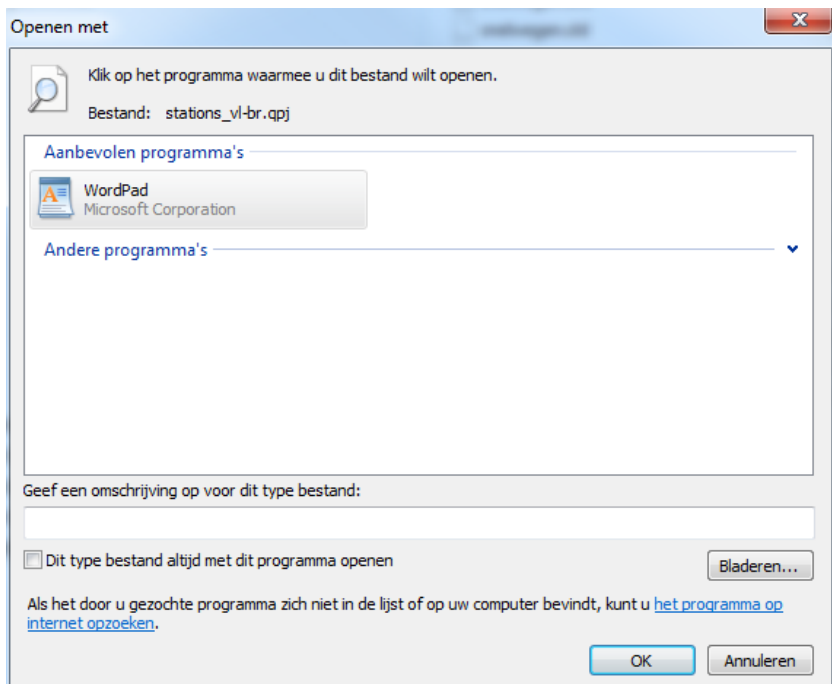 Openen met
Klik op het programma waarmee u dit bestand wilt openen.
Bestand: stations_vl-br.qpj
Aanbevolen programma's
WordPad
Microsoft Corporation
Andere programma's
Geef een omschrijving op voor dit type bestand:
Dit type bestand altijd met dit programma openen
Bladeren...
Als het door u gezochte programma zich niet in de lijst of op uw computer bevindt, kunt u het programma op
internet opzoeken.
OK
Annuleren